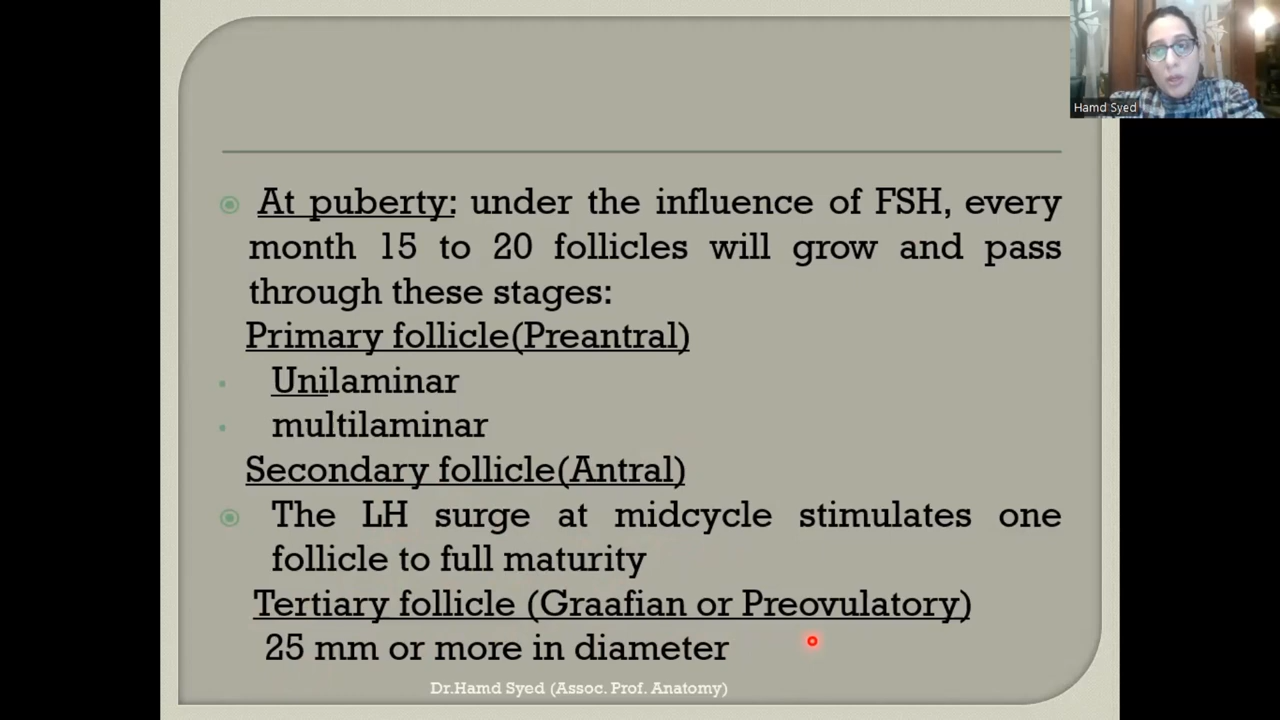 Hamd Syed
At puberty: under the influence of FSH, every
month 15 to 20 follicles will grow and pass
through these stages:
Primary follicle(Preantral)
Unilaminar
multilaminar
Secondary follicle(Antral)
The LH surge at midcycle stimulates one
follicle to full maturity
Tertiary follicle (Graafian or Preovulatory)
25 mm or more in diameter
Dr.Hamd Syed (Assoc. Prof. Anatomy)